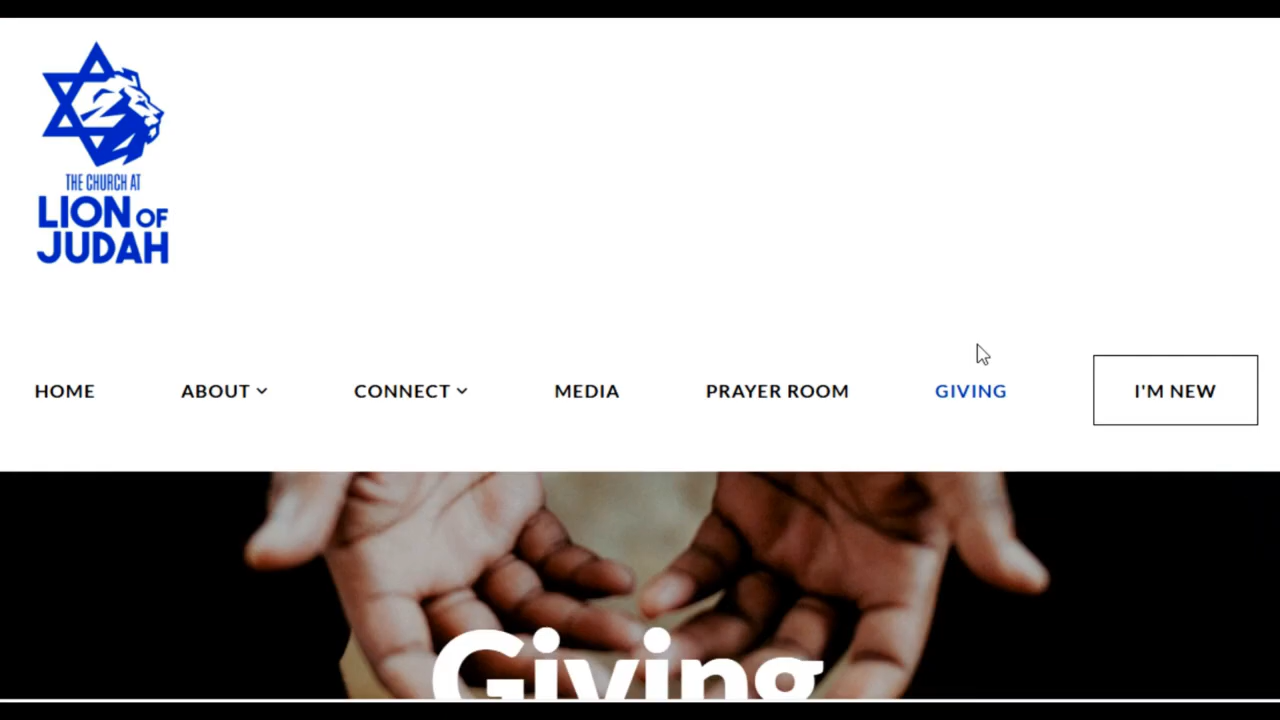 THE CHURCH AT
LION OF
JUDAH
HOME ABOUT CONNECT MEDIA PRAYER ROOM GIVING I'M NEW
Giving